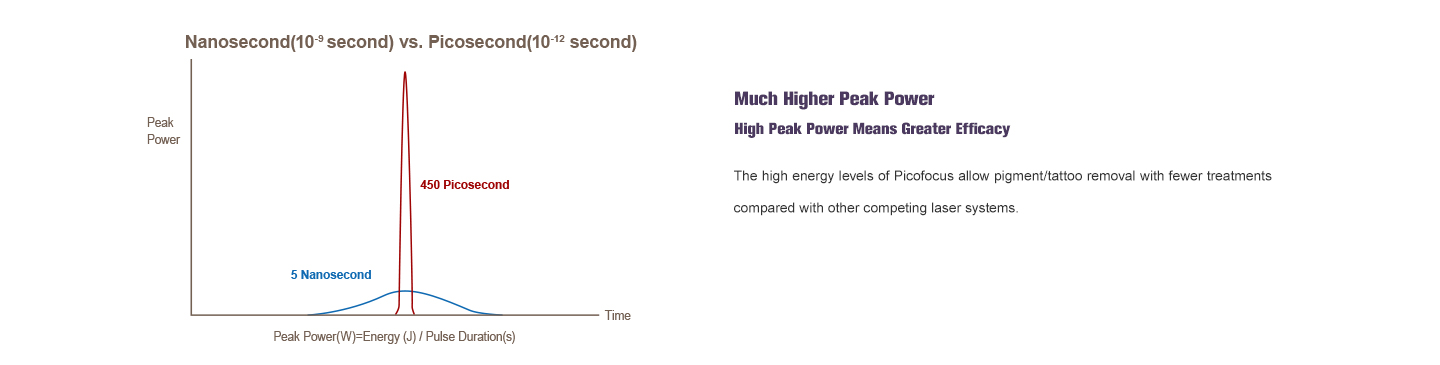 Nanosecond(10⁻⁹ second) vs. Picosecond(10⁻¹² second)
Peak
Power
450 Picosecond
5 Nanosecond
Time
Peak Power(W)=Energy (J) / Pulse Duration(s)
Much Higher Peak Power
High Peak Power Means Greater Efficacy
The high energy levels of Picofocus allow pigment/tattoo removal with fewer treatments
compared with other competing laser systems.